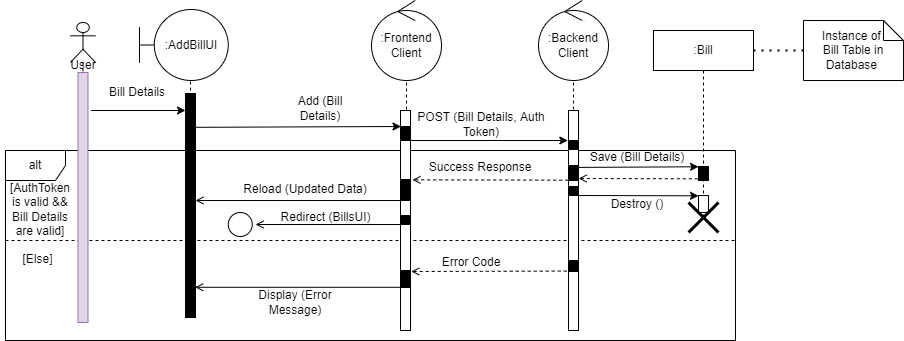 :AddBillUI
:Frontend
Client
:Backend
Client
:Bill
Instance of
Bill Table in
Database
User
Bill Details
Add (Bill
Details)
POST (Bill Details, Auth
Token)
alt
[AuthToken
is valid &&
Bill Details
are valid]
Save (Bill Details)
Success Response
Reload (Updated Data)
Destroy ()
Redirect (BillsUI)
[Else]
Error Code
Display (Error
Message)